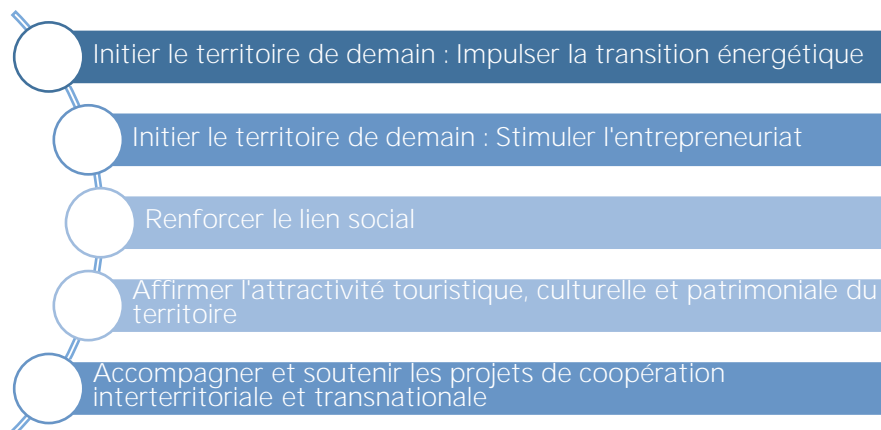 Initier le territoire de demain : Impulser la transition énergétique
Initier le territoire de demain : Stimuler l'entrepreneuriat
Renforcer le lien social
Affirmer l'attractivité touristique, culturelle et patrimoniale du
territoire
Accompagner et soutenir les projets de coopération
interterritoriale et transnationale